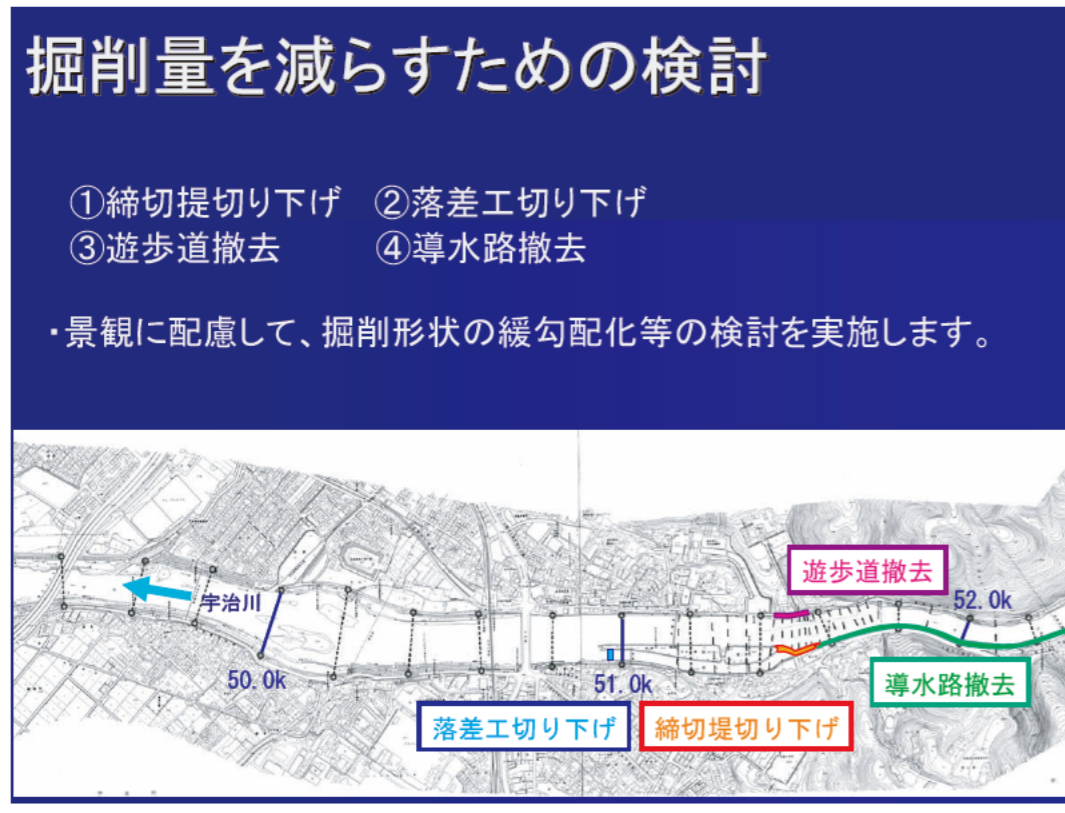 掘削量を減らすための検討
①締切提切り下げ ②落差工切り下げ
③遊歩道撤去 ④導水路撤去
・景観に配慮して、掘削形状の緩勾配化等の検討を実施します。
遊歩道撤去
宇治川
52.0k
50.0k
51.0k
導水路撤去
落差工切り下げ
締切堤切り下げ